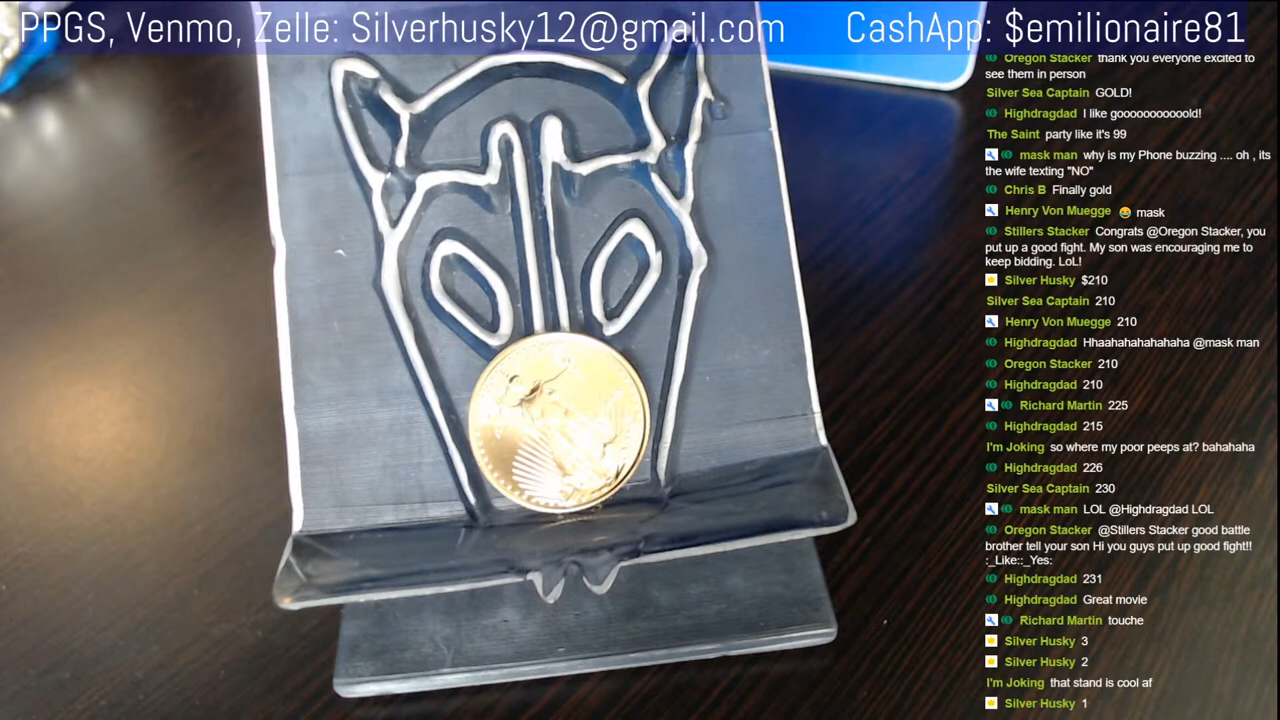 PPGS, Venmo, Zelle: Silverhusky12@gmail.com CashApp: $emilionaire81
Oregon Stacker thank you everyone excited to
see them in person
Silver Sea Captain GOLD!
Highdragdad I like gooooooooooold!
The Saint party like it's 99
mask man why is my Phone buzzing .... oh , its
the wife texting "NO"
Chris B Finally gold
Henry Von Muegge 😂 mask
Stillers Stacker Congrats @Oregon Stacker, you
put up a good fight. My son was encouraging me to
keep bidding. LoL!
Silver Husky $210
Silver Sea Captain 210
Henry Von Muegge 210
Highdragdad Hhaahahahahahaha @mask man
Oregon Stacker 210
Highdragdad 210
Richard Martin 225
Highdragdad 215
I'm Joking so where my poor peeps at? bahahaha
Highdragdad 226
Silver Sea Captain 230
mask man LOL @Highdragdad LOL
Oregon Stacker @Stillers Stacker good battle
brother tell your son Hi you guys put up good fight!!
:_Like::_Yes:
Highdragdad 231
Highdragdad Great movie
Richard Martin touche
Silver Husky 3
Silver Husky 2
I'm Joking that stand is cool af
Silver Husky 1